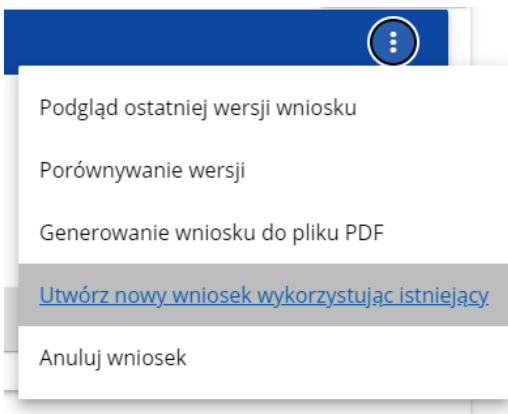 Podgląd ostatniej wersji wniosku
Porównywanie wersji
Generowanie wniosku do pliku PDF
Utwórz nowy wniosek wykorzystując istniejący
Anuluj wniosek